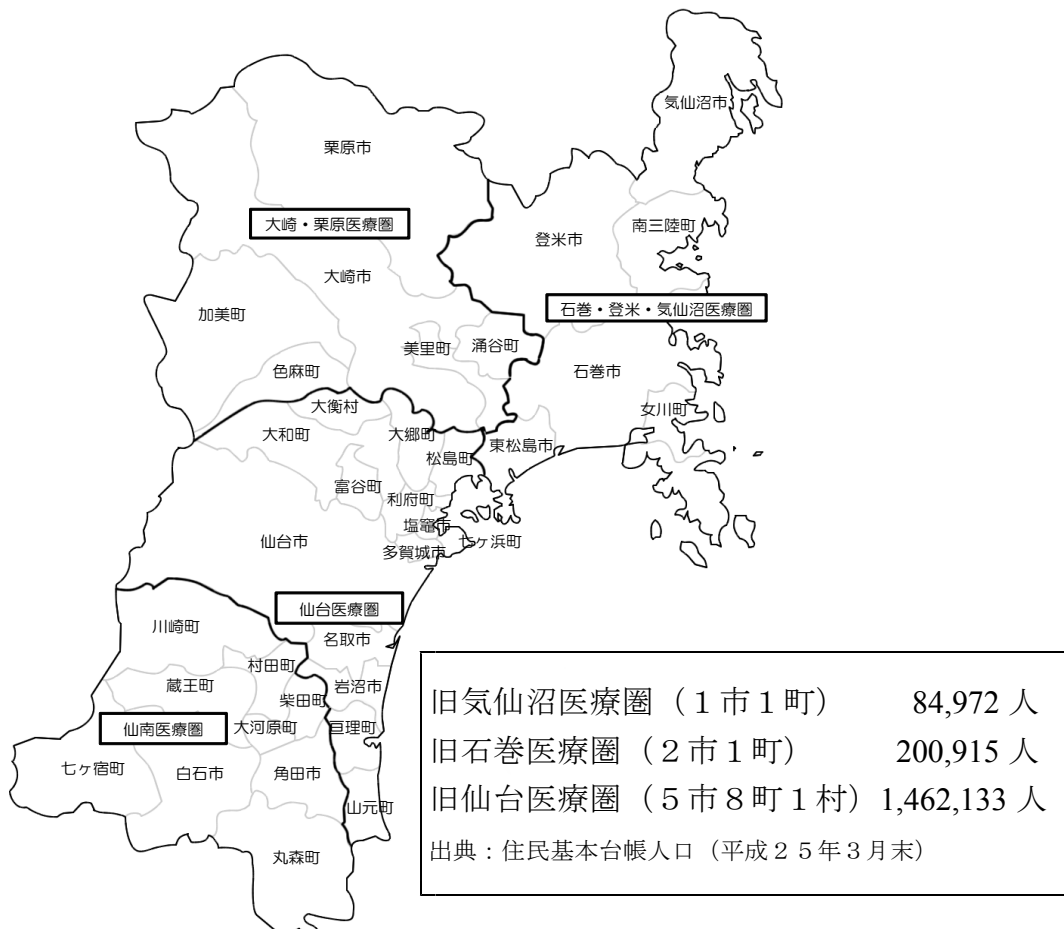 気仙沼市
栗原市
大崎・栗原医療圏
南三陸町
登米市
大崎市
石巻・登米・気仙沼医療圏
加美町
美里町
涌谷町
石巻市
色麻町
大衡村
女川町
大和町
大郷町
東松島市
松島町
富谷町
利府町
塩竈市
仙台市
七ヶ浜町
多賀城市
仙台医療圏
川崎町
名取市
村田町
蔵王町
岩沼市
柴田町
仙南医療圏
大河原町
亘理町
七ヶ宿町
白石市
角田市
山元町
丸森町
旧気仙沼医療圏（１市１町） 84,972 人
旧石巻医療圏（２市１町） 200,915 人
旧仙台医療圏（５市８町１村） 1,462,133 人
出典：住民基本台帳人口（平成２５年３月末）